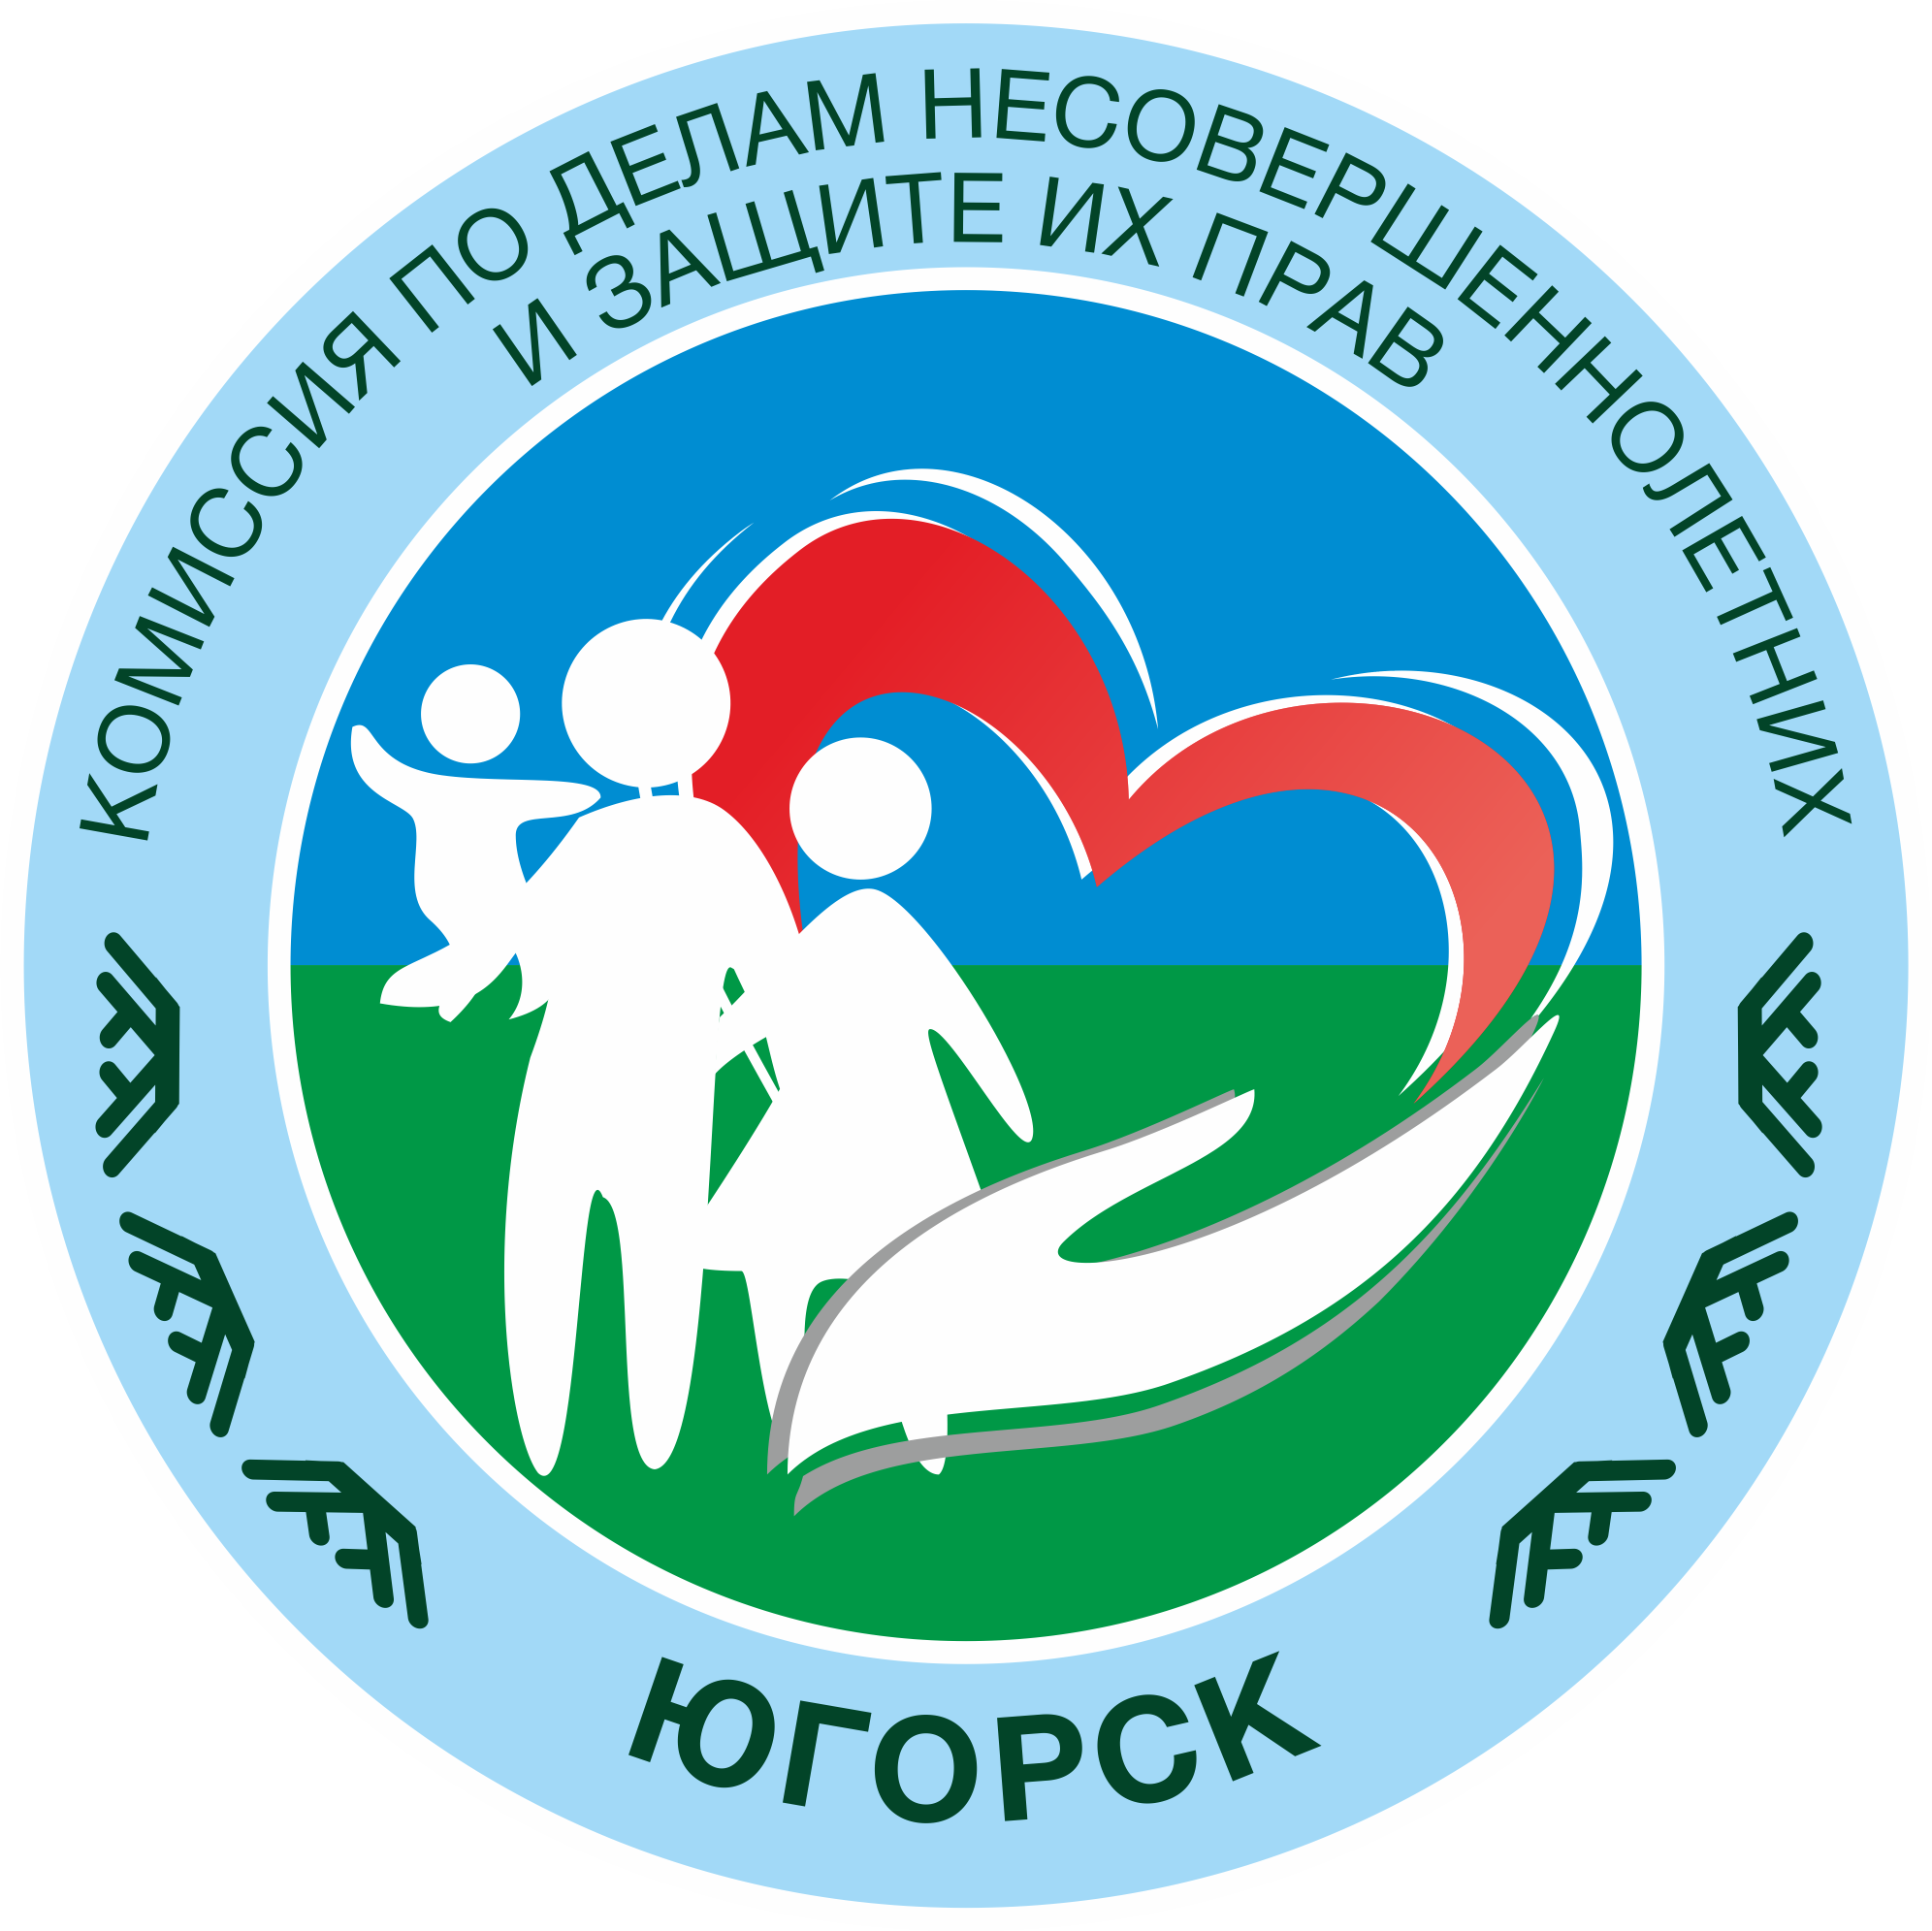 КОМИССИЯ ПО ДЕЛАМ НЕСОВЕРШЕННОЛЕТНИХ
И ЗАЩИТЕ ИХ ПРАВ
ЮГОРСК